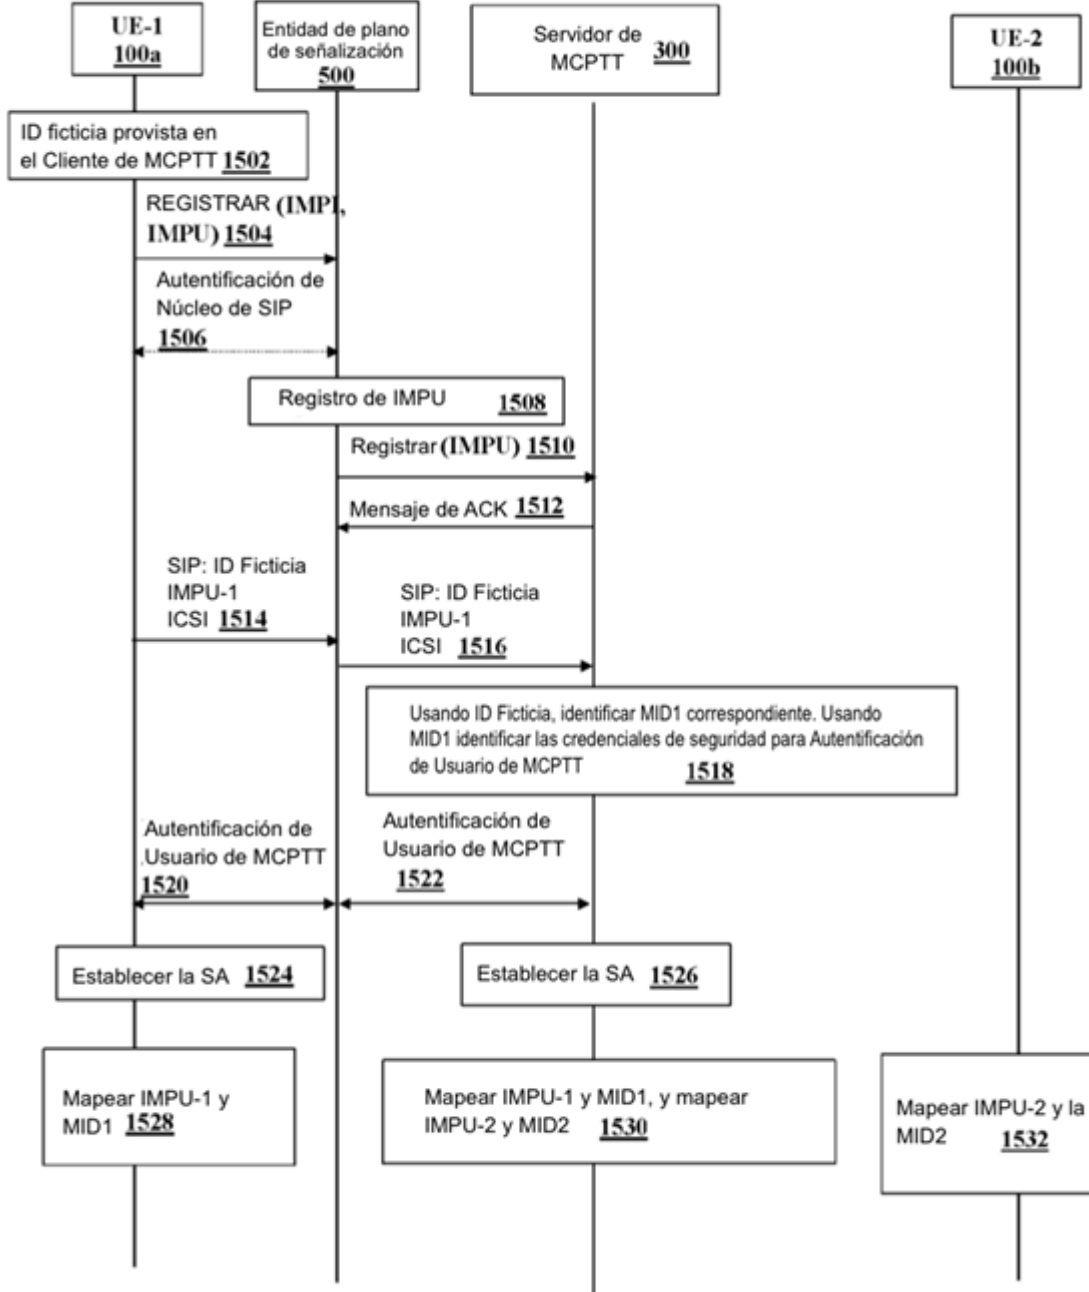 UE-1
100a
Entidad de plano
de señalización
500
Servidor de
MCPTT 300
UE-2
100b
ID ficticia provista en
el Cliente de MCPTT 1502
REGISTRAR (IMPI,
IMPU) 1504
Autentificación de
Núcleo de SIP
1506
Registro de IMPU 1508
Registrar (IMPU) 1510
Mensaje de ACK 1512
SIP: ID Ficticia
IMPU-1
ICSI 1514
SIP: ID Ficticia
IMPU-1
ICSI 1516
Usando ID Ficticia, identificar MID1 correspondiente. Usando
MID1 identificar las credenciales de seguridad para Autentificación
de Usuario de MCPTT 1518
Autentificación de
Usuario de MCPTT
1520
Autentificación de
Usuario de MCPTT
1522
Establecer la SA 1524
Establecer la SA 1526
Mapear IMPU-1 y
MID1 1528
Mapear IMPU-1 y MID1, y mapear
IMPU-2 y MID2 1530
Mapear IMPU-2 y la
MID2 1532